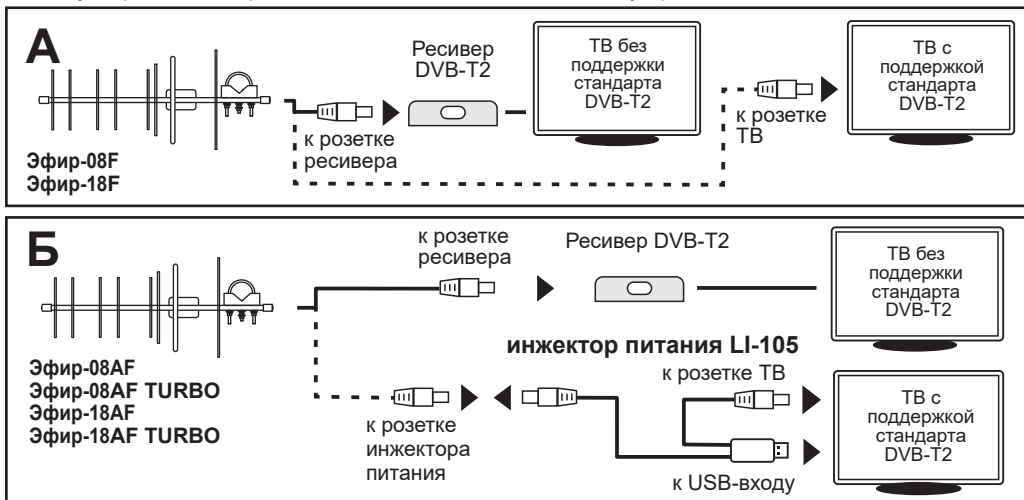 А
Ресивер
DVB-T2
ТВ без
поддержки
стандарта
DVB-T2
ТВ с
поддержкой
стандарта
DVB-T2
к розетке
ресивера
к розетке
ТВ
Эфир-08F
Эфир-18F
Б
к розетке
ресивера
Ресивер DVB-T2
ТВ без
поддержки
стандарта
DVB-T2
инжектор питания LI-105
к розетке ТВ
Эфир-08AF
Эфир-08AF TURBO
Эфир-18AF
Эфир-18AF TURBO
к розетке
инжектора
питания
ТВ с
поддержкой
стандарта
DVB-T2
к USB-входу